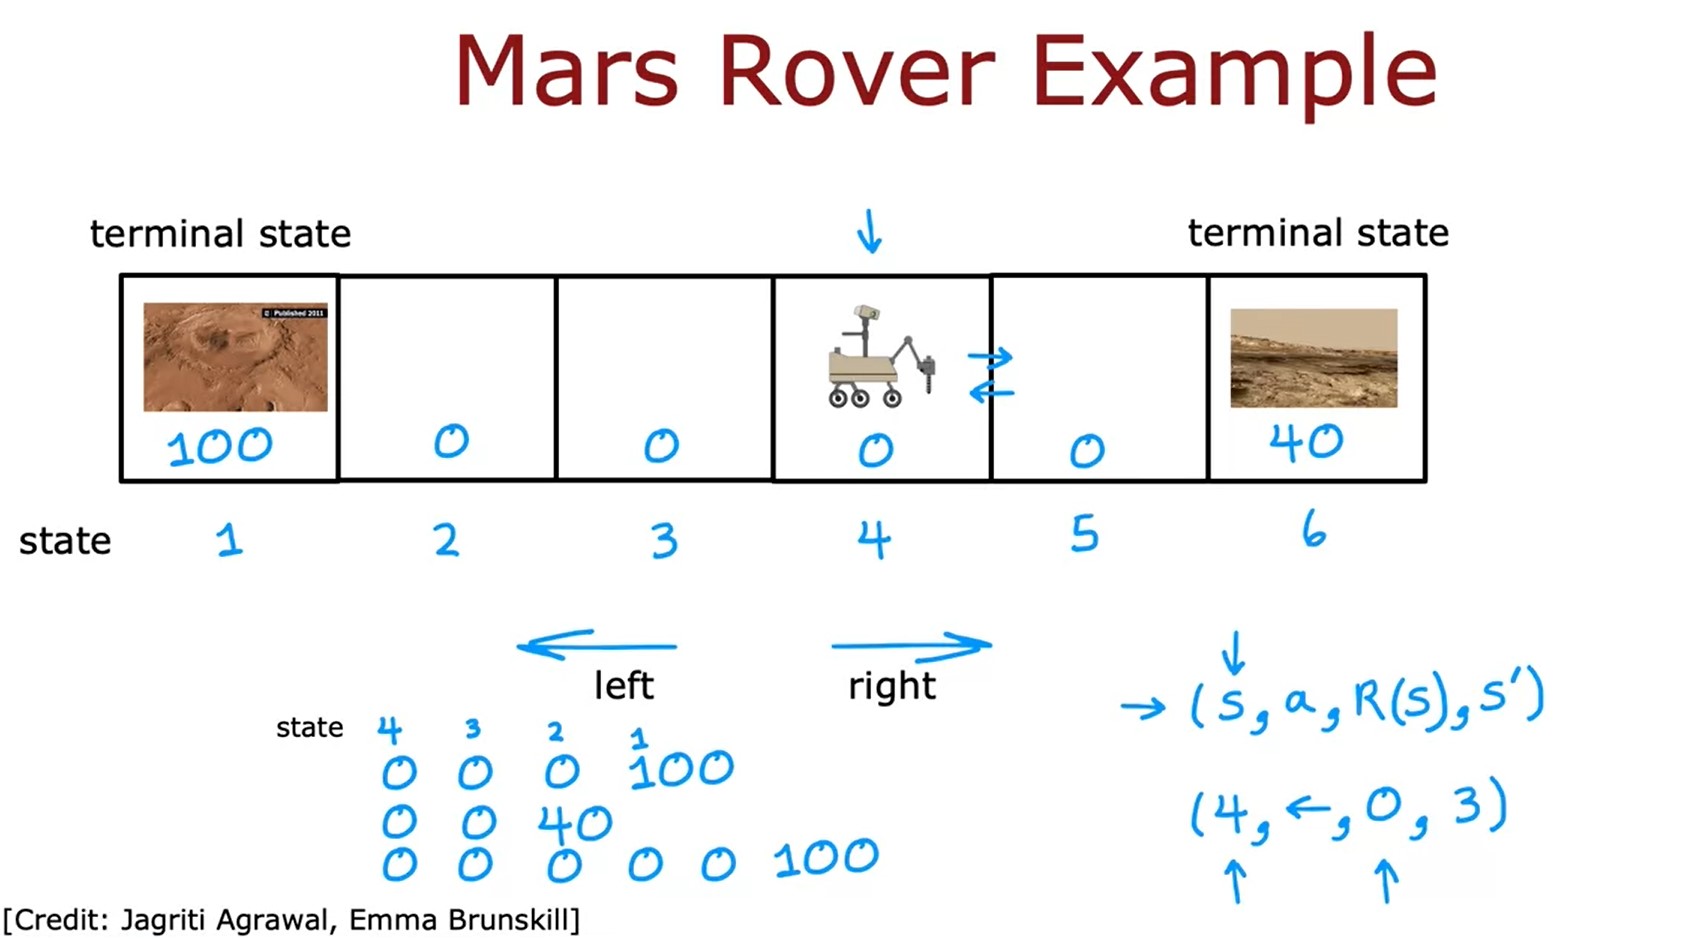 Mars Rover Example
terminal state terminal state
↓
© Published 2011
→
←
100 0 0 0 0 40
state 1 2 3 4 5 6
← →
left right
↓
→ (s, a, R(s), s')
state 4 3 2 1
0 0 0 100
(4, ←, 0, 3)
0 0 40
0 0 0 0 0 100
↑ ↑
[Credit: Jagriti Agrawal, Emma Brunskill]